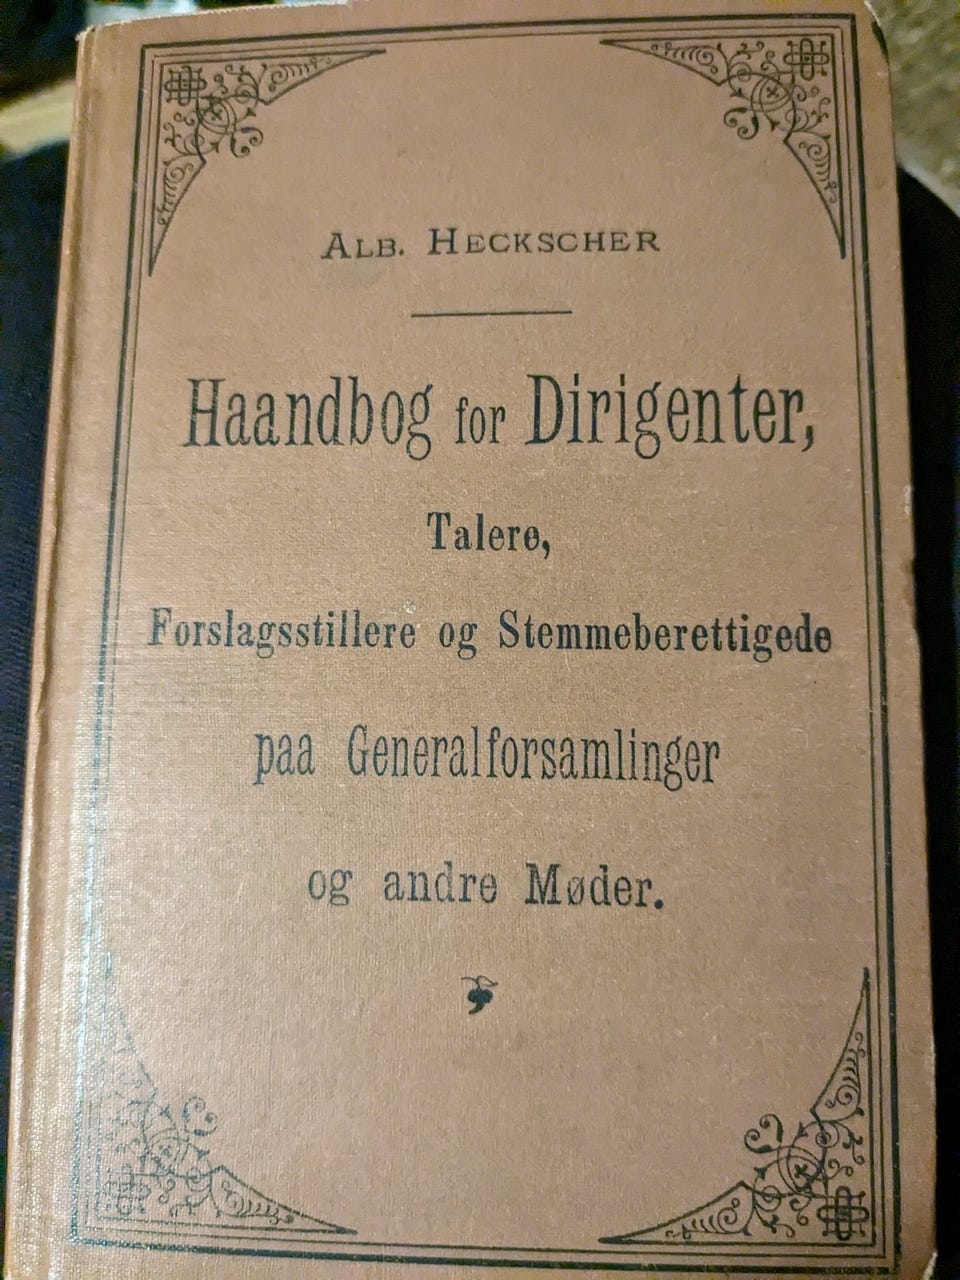 ALB. HECKSCHER
Haandbog for Dirigenter,
Talere,
Forslagsstillere og Stemmeberettigede
paa Generalforsamlinger
og andre Møder.